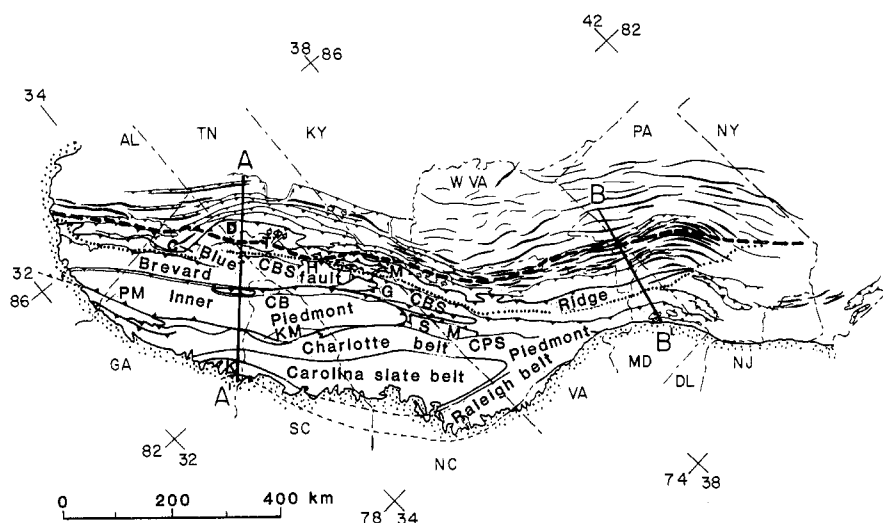 42 82
38 86
34
AL TN KY PA NY
W VA
A
B
D
C Blue CBS fault H M
Brevard G CBS Ridge
32
86
PM Inner CB
Piedmont
KM S M
Charlotte belt CPS Piedmont
GA K Carolina slate belt Raleigh belt
A'
B'
MD NJ
DL
VA
SC
NC
82 32
74 38
78 34
0 200 400 km